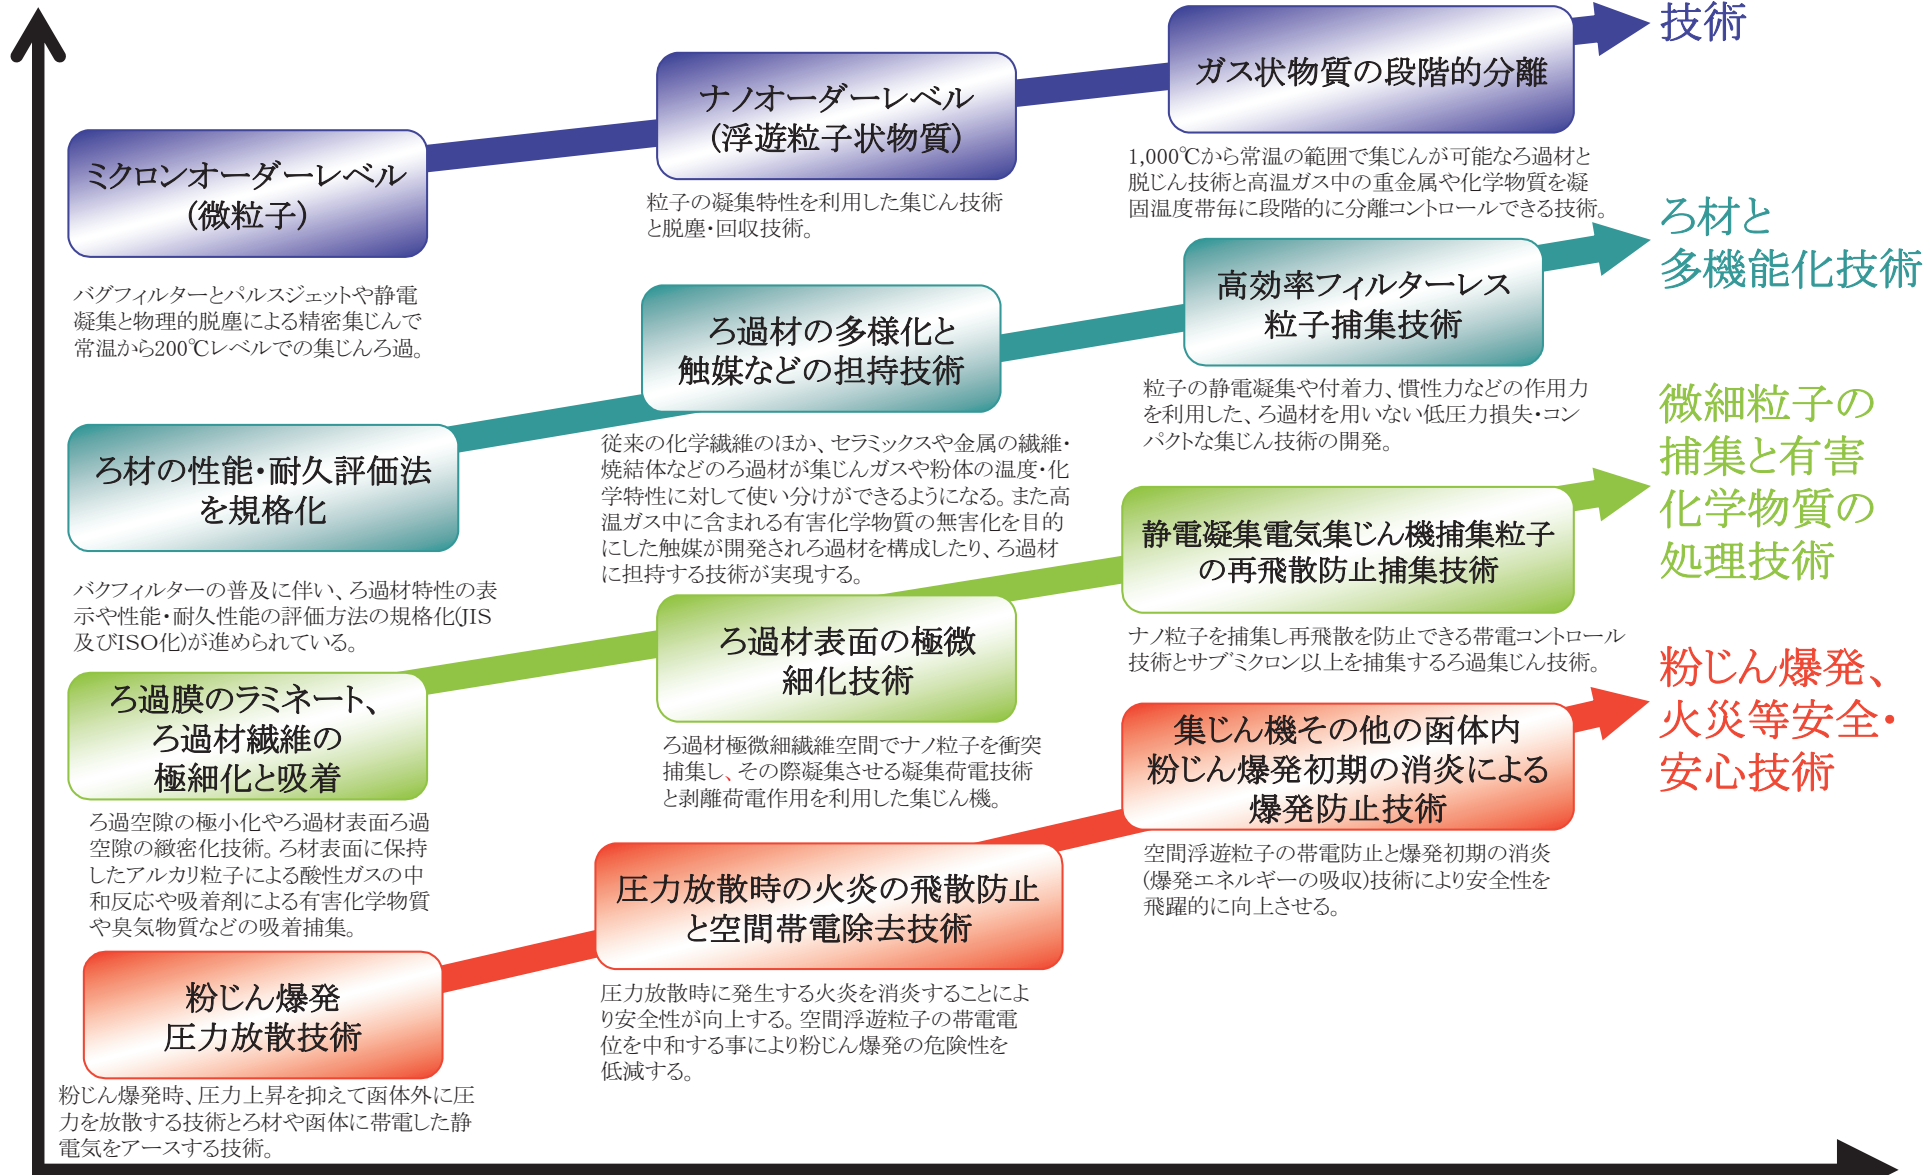 技術
ミクロンオーダーレベル
(微粒子)
バグフィルターとパルスジェットや静電
凝集と物理的脱塵による精密集じんで
常温から200℃レベルでの集じんろ過。
ナノオーダーレベル
(浮遊粒子状物質)
粒子の凝集特性を利用した集じん技術
と脱塵・回収技術。
ガス状物質の段階的分離
1,000℃から常温の範囲で集じんが可能なろ過材と
脱じん技術と高温ガス中の重金属や化学物質を凝
固温度帯毎に段階的に分離コントロールできる技術。
ろ材と
多機能化技術
ろ材の性能・耐久評価法
を規格化
バクフィルターの普及に伴い、ろ過材特性の表
示や性能・耐久性能の評価方法の規格化(JIS
及びISO化)が進められている。
ろ過材の多様化と
触媒などの担持技術
従来の化学繊維のほか、セラミックスや金属の繊維・
焼結体などのろ過材が集じんガスや粉体の温度・化
学特性に対して使い分けができるようになる。また高
温ガス中に含まれる有害化学物質の無害化を目的
にした触媒が開発されろ過材を構成したり、ろ過材
に担持する技術が実現する。
高効率フィルターレス
粒子捕集技術
粒子の静電凝集や付着力、慣性力などの作用力
を利用した、ろ過材を用いない低圧力損失・コン
パクトな集じん技術の開発。
微細粒子の
捕集と有害
化学物質の
処理技術
ろ過膜のラミネート、
ろ過材繊維の
極細化と吸着
ろ過空隙の極小化やろ過材表面ろ過
空隙の緻密化技術。ろ材表面に保持
したアルカリ粒子による酸性ガスの中
和反応や吸着剤による有害化学物質
や臭気物質などの吸着捕集。
ろ過材表面の極微
細化技術
ろ過材極微細繊維空間でナノ粒子を衝突
捕集し、その際凝集させる凝集荷電技術
と剥離荷電作用を利用した集じん機。
静電凝集電気集じん機捕集粒子
の再飛散防止捕集技術
ナノ粒子を捕集し再飛散を防止できる帯電コントロール
技術とサブミクロン以上を捕集するろ過集じん技術。
粉じん爆発、
火災等安全・
安心技術
粉じん爆発
圧力放散技術
粉じん爆発時、圧力上昇を抑えて函体外に圧
力を放散する技術とろ材や函体に帯電した静
電気をアースする技術。
圧力放散時の火炎の飛散防止
と空間帯電除去技術
圧力放散時に発生する火炎を消炎することによ
り安全性が向上する。空間浮遊粒子の帯電電
位を中和する事により粉じん爆発の危険性を
低減する。
集じん機その他の函体内
粉じん爆発初期の消炎による
爆発防止技術
空間浮遊粒子の帯電防止と爆発初期の消炎
(爆発エネルギーの吸収)技術により安全性を
飛躍的に向上させる。